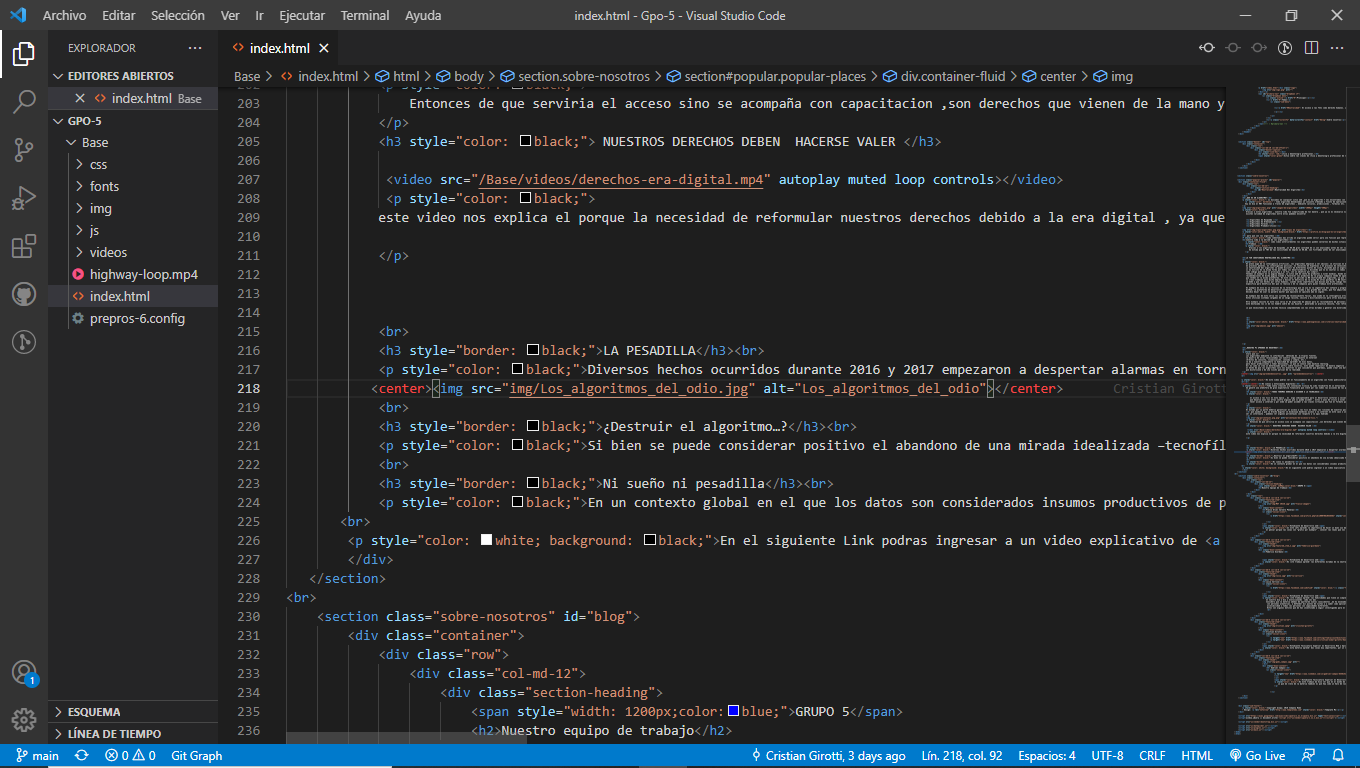 Archivo Editar Selección Ver Ir Ejecutar Terminal Ayuda
index.html - Gpo-5 - Visual Studio Code
EXPLORADOR
EDITORES ABIERTOS
index.html Base
GPO-5
Base
css
fonts
img
js
videos
highway-loop.mp4
index.html
prepros-6.config
ESQUEMA
LÍNEA DE TIEMPO
index.html
Base > index.html > html > body > section.sobre-nosotros > section#popular.popular-places > div.container-fluid > center > img
203 Entonces de que serviria el acceso sino se acompaña con capacitacion ,son derechos que vienen de la mano y
204 </p>
205 <h3 style="color: black;"> NUESTROS DERECHOS DEBEN  HACERSE VALER </h3>
206
207 <video src="/Base/videos/derechos-era-digital.mp4" autoplay muted loop controls></video>
208 <p style="color: black;">
209 este video nos explica el porque la necesidad de reformular nuestros derechos debido a la era digital , ya que
210
211 </p>
212
213
214
215 <br>
216 <h3 style="border: black;">LA PESADILLA</h3><br>
217 <p style="color: black;">Diversos hechos ocurridos durante 2016 y 2017 empezaron a despertar alarmas en torn
218 <center><img src="img/Los_algoritmos_del_odio.jpg" alt="Los_algoritmos_del_odio"></center> Cristian Girott
219 <br>
220 <h3 style="border: black;">¿Destruir el algoritmo…?</h3><br>
221 <p style="color: black;">Si bien se puede considerar positivo el abandono de una mirada idealizada –tecnofíl
222 <br>
223 <h3 style="border: black;">Ni sueño ni pesadilla</h3><br>
224 <p style="color: black;">En un contexto global en el que los datos son considerados insumos productivos de p
225 <br>
226 <p style="color: white; background: black;">En el siguiente Link podras ingresar a un video explicativo de <a
227 </div>
228 </section>
229 <br>
230 <section class="sobre-nosotros" id="blog">
231 <div class="container">
232 <div class="row">
233 <div class="col-md-12">
234 <div class="section-heading">
235 <span style="width: 1200px;color: blue;">GRUPO 5</span>
236 <h2>Nuestro equipo de trabajo</h2>
1
main 0 0 Git Graph Cristian Girotti, 3 days ago Lín. 218, col. 92 Espacios: 4 UTF-8 CRLF HTML Go Live